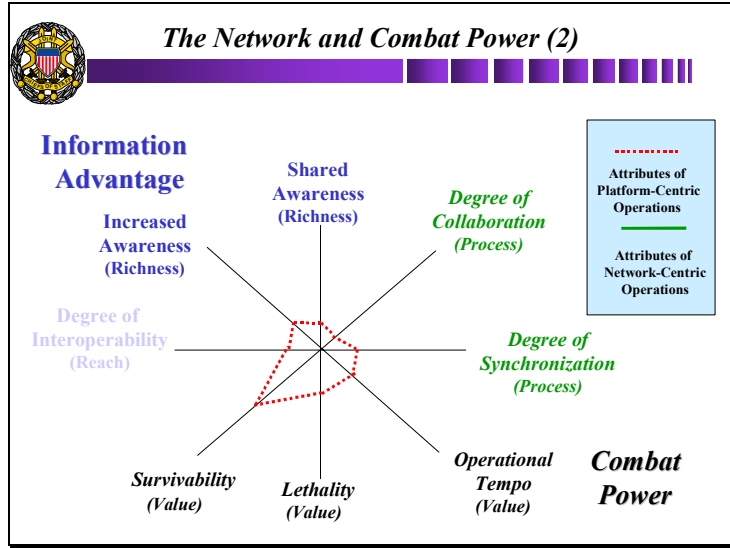 The Network and Combat Power (2)
Information
Advantage
Shared
Awareness
(Richness)
Increased
Awareness
(Richness)
Degree of
Collaboration
(Process)
Attributes of
Platform-Centric
Operations
Attributes of
Network-Centric
Operations
Degree of
Interoperability
(Reach)
Degree of
Synchronization
(Process)
Survivability
(Value)
Lethality
(Value)
Operational
Tempo
(Value)
Combat
Power
JOINT